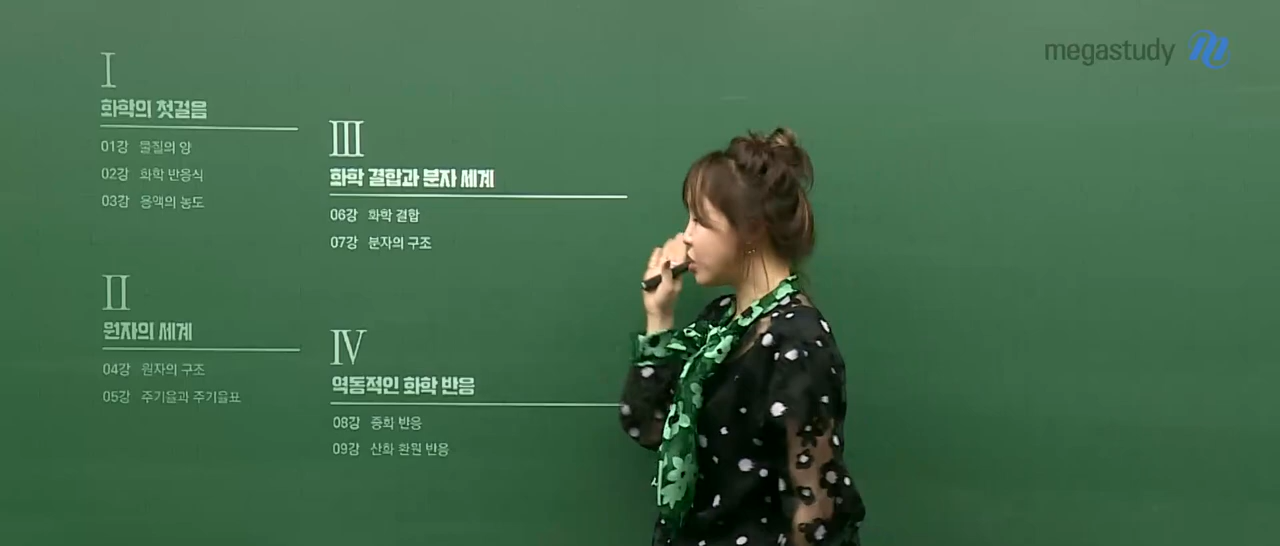 megastudy
Ⅰ
화학의 첫걸음
01강 물질의 양
02강 화학 반응식
03강 용액의 농도
Ⅱ
원자의 세계
04강 원자의 구조
05강 주기율과 주기율표
Ⅲ
화학 결합과 분자 세계
06강 화학 결합
07강 분자의 구조
Ⅳ
역동적인 화학 반응
08강 중화 반응
09강 산화 환원 반응